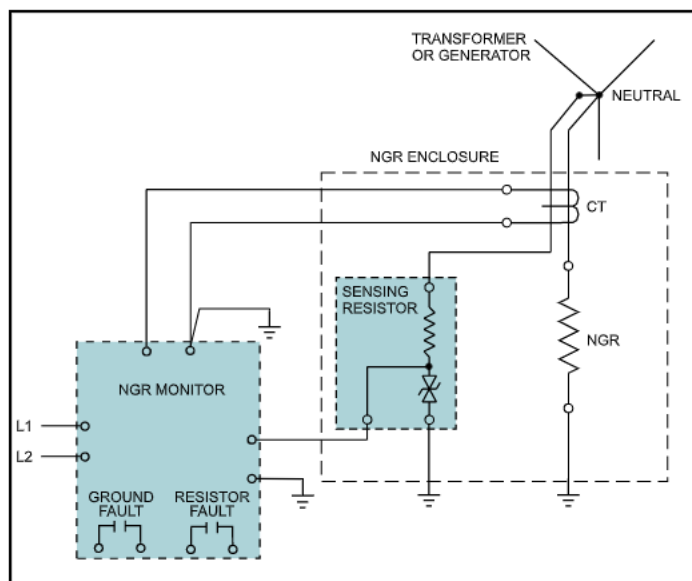 TRANSFORMER
OR GENERATOR
NEUTRAL
NGR ENCLOSURE
CT
SENSING
RESISTOR
NGR
NGR MONITOR
L1
L2
GROUND
FAULT
RESISTOR
FAULT